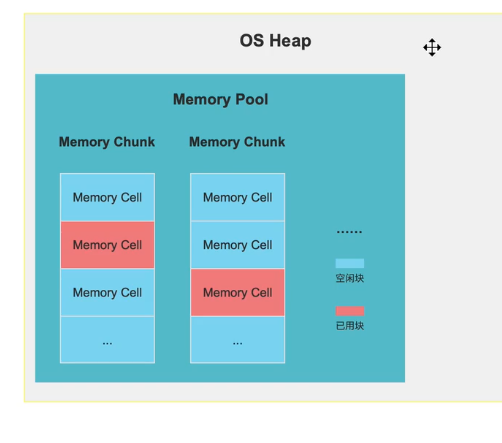 OS Heap
Memory Pool
Memory Chunk Memory Chunk
Memory Cell Memory Cell
Memory Cell Memory Cell
Memory Cell Memory Cell
... ...
......
空闲块
已用块